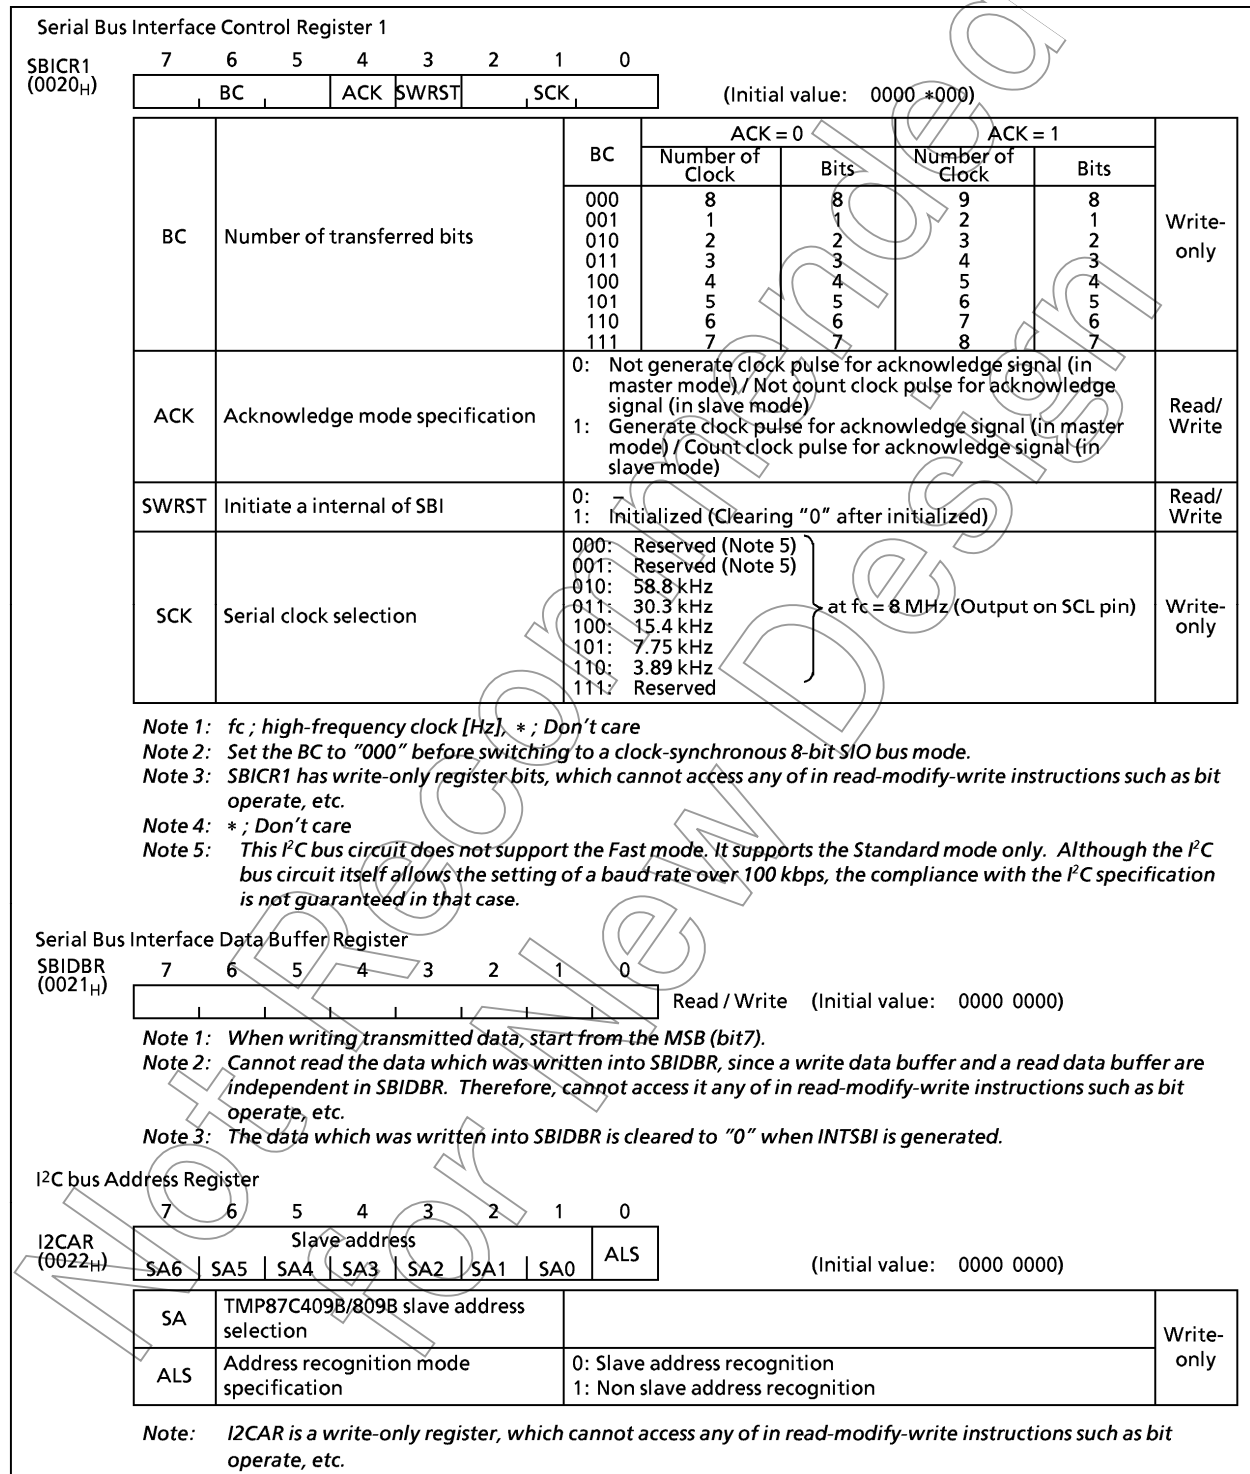 Serial Bus Interface Control Register 1
SBICR1
(0020H)
7 6 5 4 3 2 1 0
BC ACK SWRST SCK
(Initial value: 0000 *000)
BC
Number of transferred bits
BC ACK = 0 ACK = 1
Number of Clock Bits Number of Clock Bits
000 8 8 9 8
001 1 1 2 1
010 2 2 3 2
011 3 3 4 3
100 4 4 5 4
101 5 5 6 5
110 6 6 7 6
111 7 7 8 7
Write-
only
ACK
Acknowledge mode specification
0: Not generate clock pulse for acknowledge signal (in
master mode) / Not count clock pulse for acknowledge
signal (in slave mode)
1: Generate clock pulse for acknowledge signal (in master
mode) / Count clock pulse for acknowledge signal (in
slave mode)
Read/
Write
SWRST
Initiate a internal of SBI
0: –
1: Initialized (Clearing "0" after initialized)
Read/
Write
SCK
Serial clock selection
000: Reserved (Note 5)
001: Reserved (Note 5)
010: 58.8 kHz
011: 30.3 kHz
100: 15.4 kHz
101: 7.75 kHz
110: 3.89 kHz
111: Reserved
at fc = 8 MHz (Output on SCL pin)
Write-
only
Note 1: fc ; high-frequency clock [Hz], * ; Don't care
Note 2: Set the BC to "000" before switching to a clock-synchronous 8-bit SIO bus mode.
Note 3: SBICR1 has write-only register bits, which cannot access any of in read-modify-write instructions such as bit
operate, etc.
Note 4: * ; Don't care
Note 5: This I²C bus circuit does not support the Fast mode. It supports the Standard mode only. Although the I²C
bus circuit itself allows the setting of a baud rate over 100 kbps, the compliance with the I²C specification
is not guaranteed in that case.
Serial Bus Interface Data Buffer Register
SBIDBR
(0021H)
7 6 5 4 3 2 1 0
Read / Write (Initial value: 0000 0000)
Note 1: When writing transmitted data, start from the MSB (bit7).
Note 2: Cannot read the data which was written into SBIDBR, since a write data buffer and a read data buffer are
independent in SBIDBR. Therefore, cannot access it any of in read-modify-write instructions such as bit
operate, etc.
Note 3: The data which was written into SBIDBR is cleared to "0" when INTSBI is generated.
I²C bus Address Register
7 6 5 4 3 2 1 0
I2CAR
(0022H)
Slave address
SA6 SA5 SA4 SA3 SA2 SA1 SA0 ALS
(Initial value: 0000 0000)
SA
TMP87C409B/809B slave address
selection
ALS
Address recognition mode
specification
0: Slave address recognition
1: Non slave address recognition
Write-
only
Note: I2CAR is a write-only register, which cannot access any of in read-modify-write instructions such as bit
operate, etc.
Not Recommended
for New Design